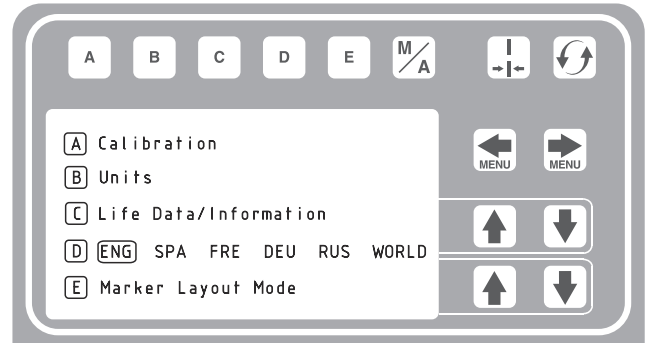 A B C D E M/A
A Calibration
MENU MENU
B Units
C Life Data/Information
D ENG SPA FRE DEU RUS WORLD
E Marker Layout Mode